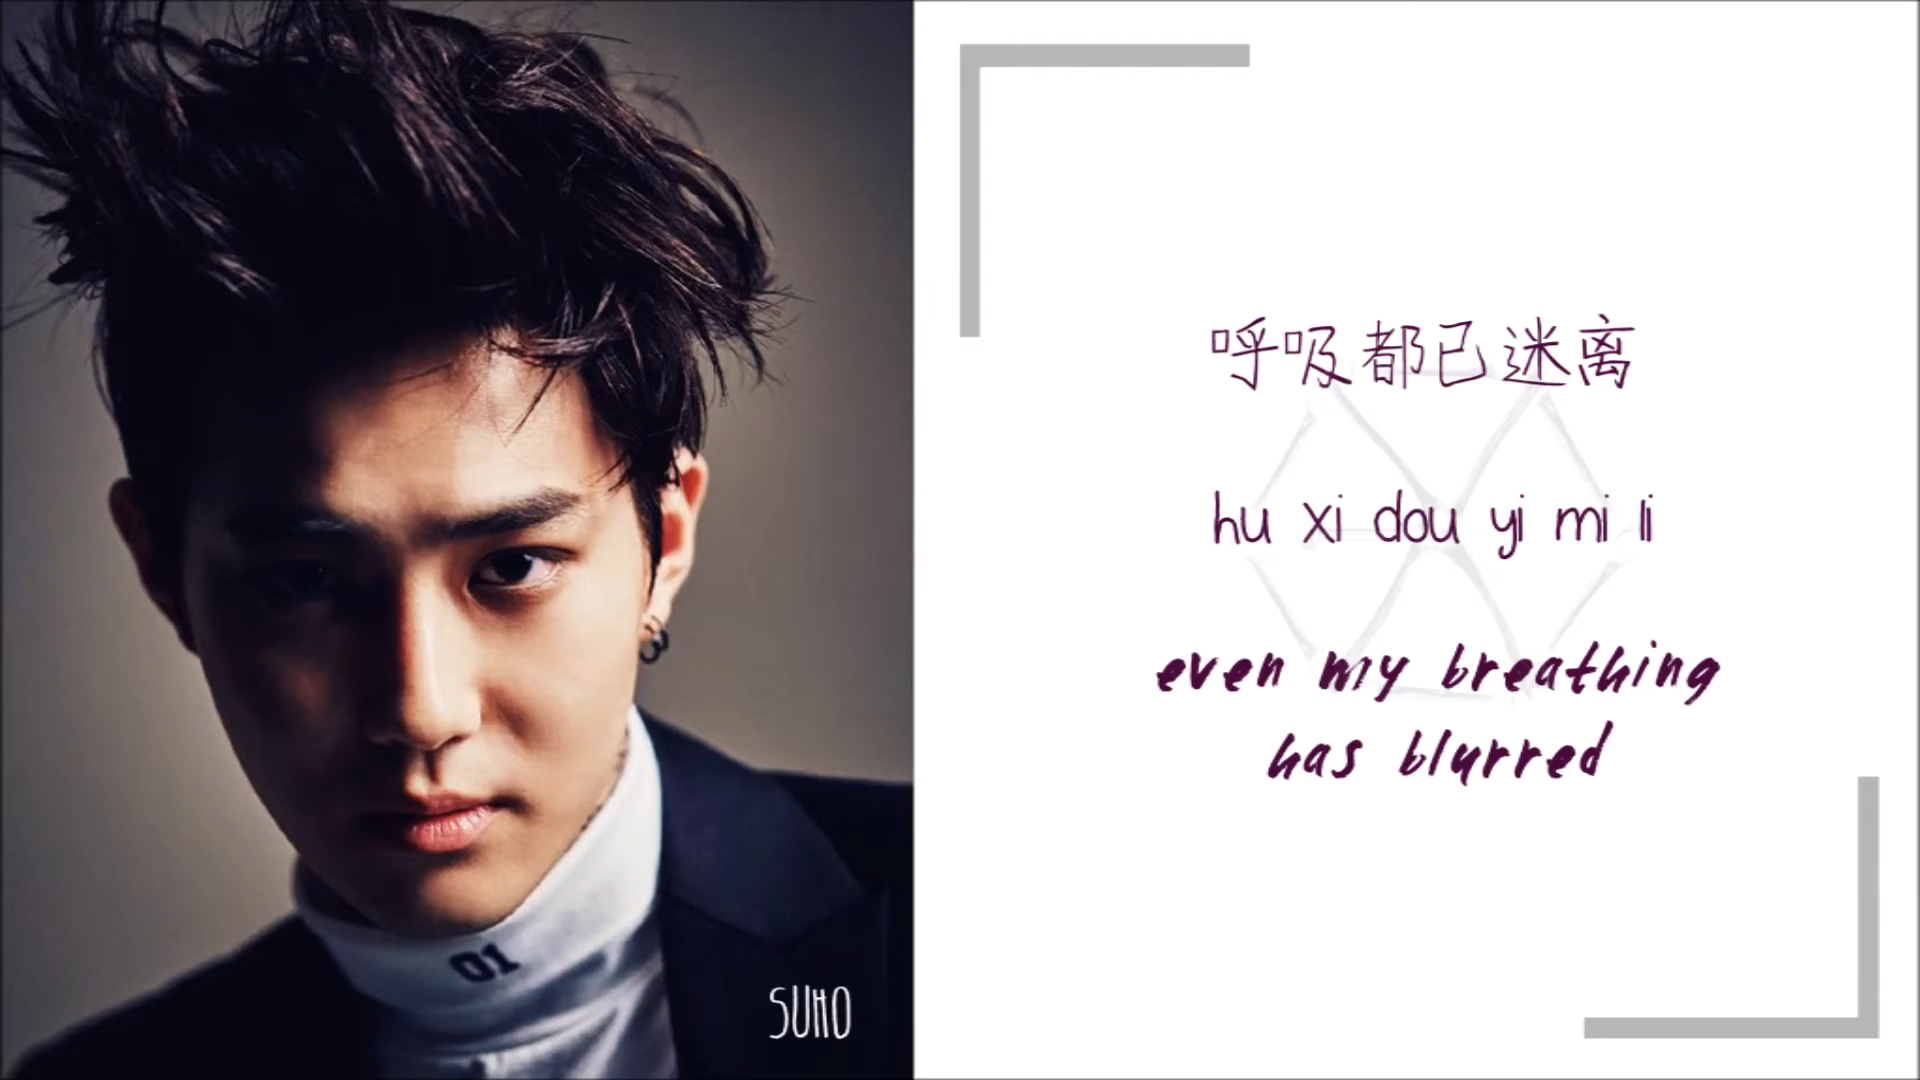 01
SUHO
呼吸都已迷离
hu xi dou yi mi li
even my breathing
has blurred